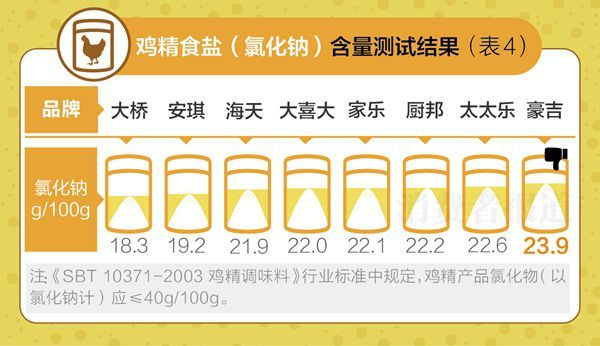 鸡精食盐（氯化钠）含量测试结果（表4）
品牌 大桥 安琪 海天 大喜大 家乐 厨邦 太太乐 豪吉
氯化钠
g/100g
18.3 19.2 21.9 22.0 22.1 22.2 22.6 23.9
消费者报道
注:《SBT 10371-2003 鸡精调味料》行业标准中规定，鸡精产品氯化物（以
氯化钠计）应≤40g/100g。